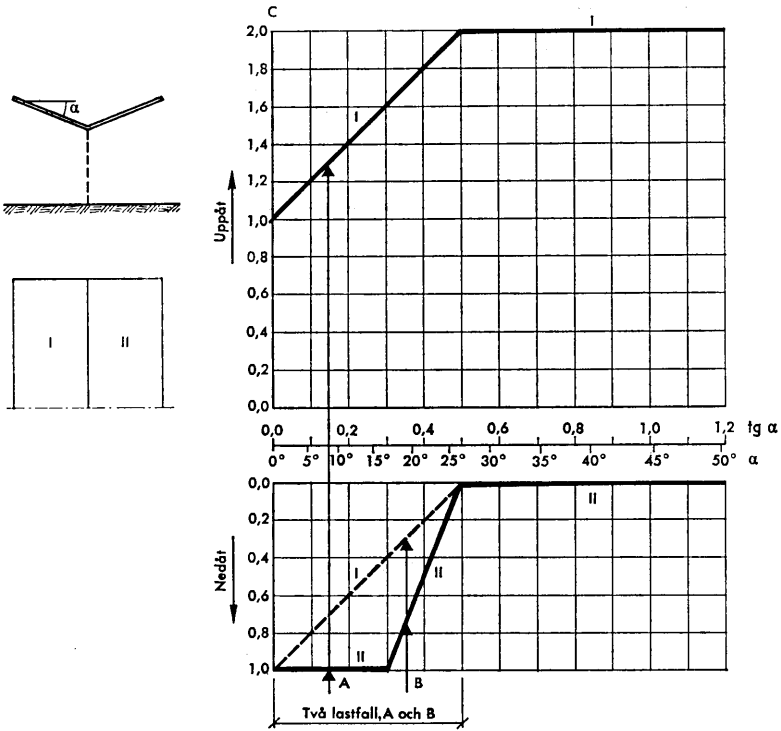 C
2,0
I
1,8
1,6
I
1,4
1,2
Uppåt
1,0
0,8
0,6
0,4
0,2
0,0
α
I II
0,0 0,2 0,4 0,6 0,8 1,0 1,2 tg α
0° 5° 10° 15° 20° 25° 30° 35° 40° 45° 50° α
0,0
II
0,2
Nedåt
0,4
I II
0,6
0,8
II
1,0
A B
Två lastfall, A och B